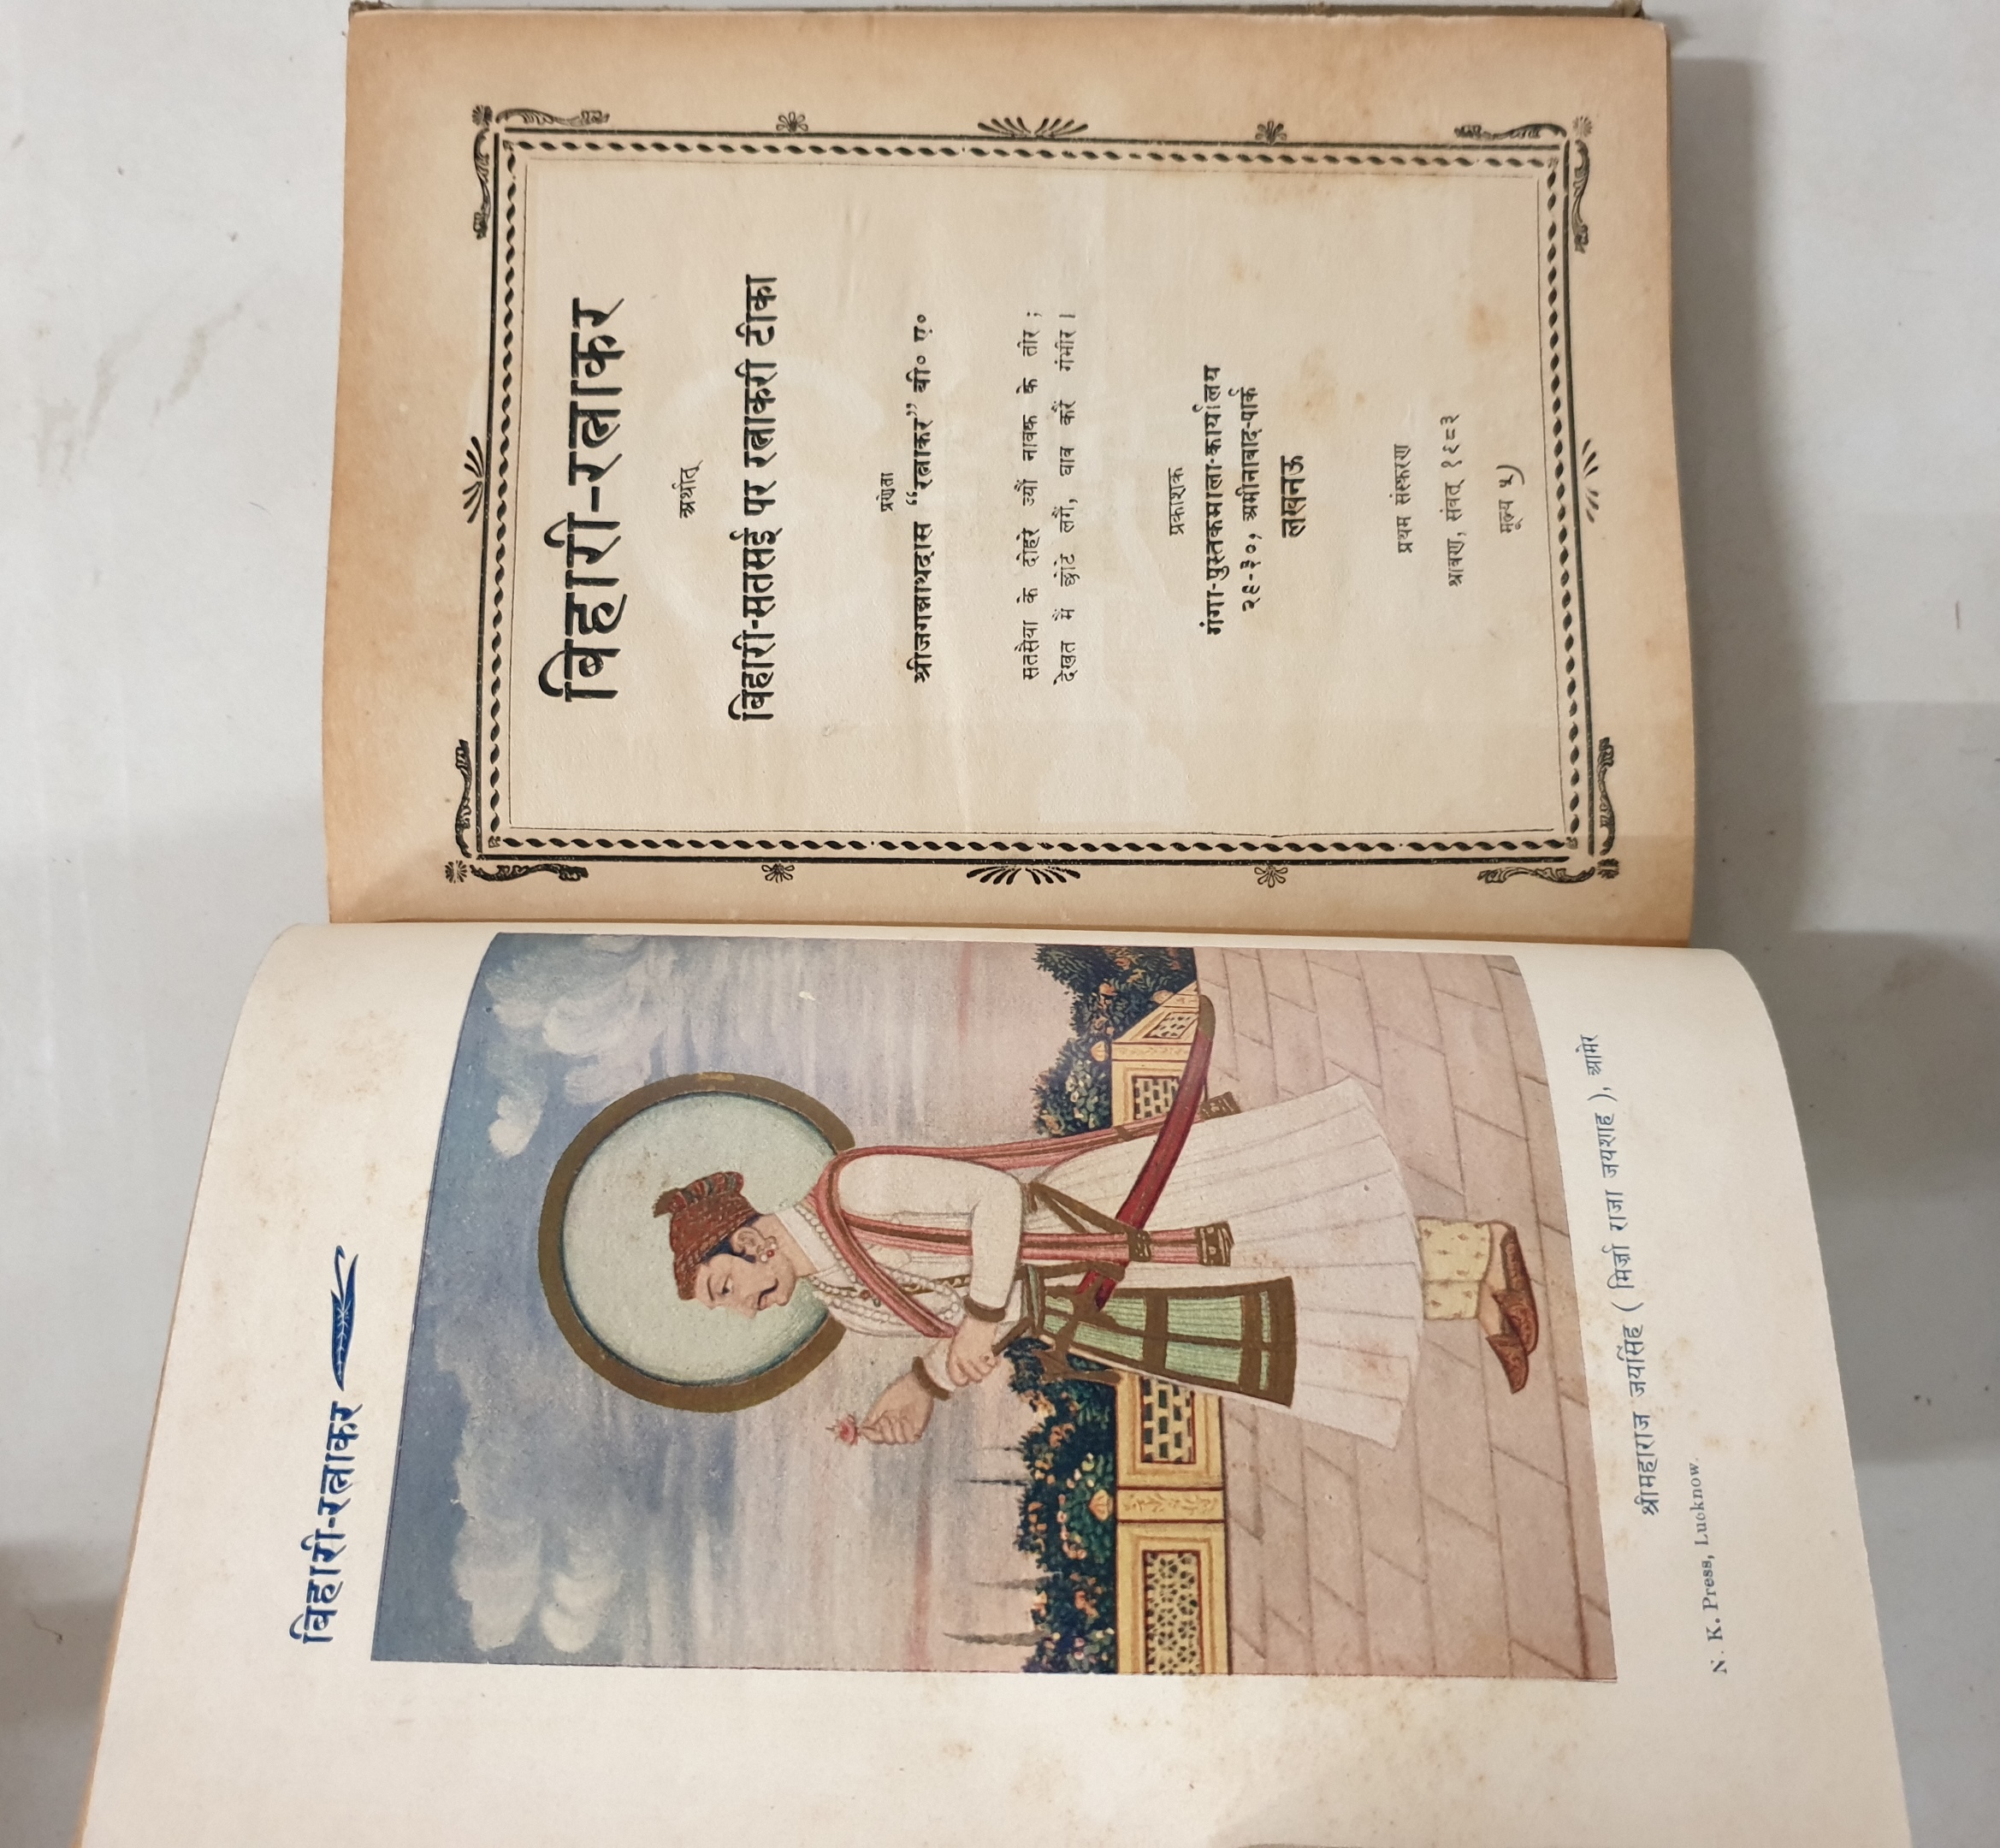 बिहारी-रत्नाकर
श्रीमहाराज जयसिंह ( मिर्ज़ा राजा जयशाह ), आमेर
N. K. Press, Lucknow.
बिहारी-रत्नाकर
अर्थात्
बिहारी-सतसई पर रत्नाकरी टीका
प्रणेता
श्रीजगन्नाथदास “रत्नाकर” बी० ए०
सतसैया के दोहरे ज्यौं नावक के तीर ;
देखत मैं छोटे लगैं, घाव करैं गंभीर ।
प्रकाशक
गंगा-पुस्तकमाला-कार्यालय
२९-३०, अमीनाबाद-पार्क
लखनऊ
प्रथम संस्करण
श्रावण, संवत् १९८३
मूल्य ५)